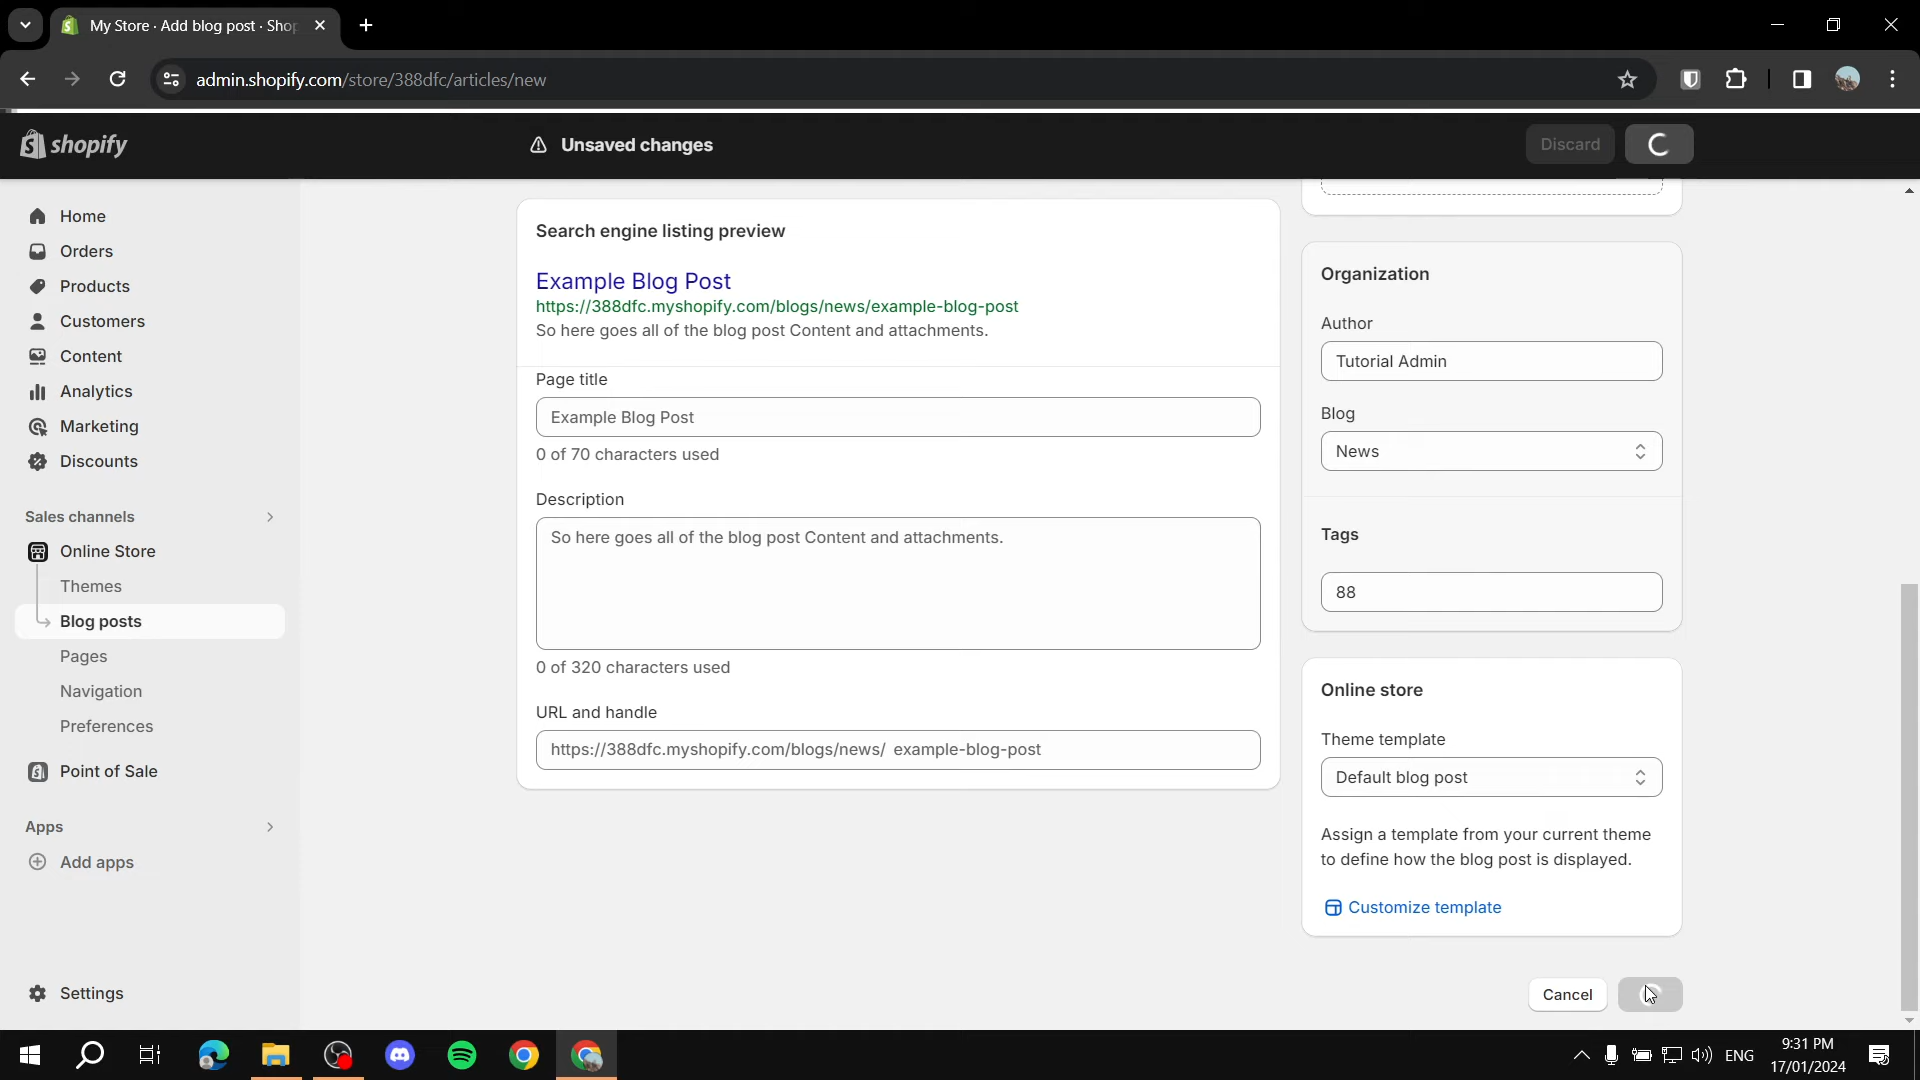 My Store · Add blog post · Shop
admin.shopify.com/store/388dfc/articles/new
shopify
Unsaved changes
Discard
Home
Orders
Products
Customers
Content
Analytics
Marketing
Discounts
Sales channels
Online Store
Themes
Blog posts
Pages
Navigation
Preferences
Point of Sale
Apps
Add apps
Settings
Search engine listing preview
Example Blog Post
https://388dfc.myshopify.com/blogs/news/example-blog-post
So here goes all of the blog post Content and attachments.
Page title
Example Blog Post
0 of 70 characters used
Description
So here goes all of the blog post Content and attachments.
0 of 320 characters used
URL and handle
https://388dfc.myshopify.com/blogs/news/ example-blog-post
Organization
Author
Tutorial Admin
Blog
News
Tags
88
Online store
Theme template
Default blog post
Assign a template from your current theme
to define how the blog post is displayed.
Customize template
Cancel
ENG
9:31 PM
17/01/2024